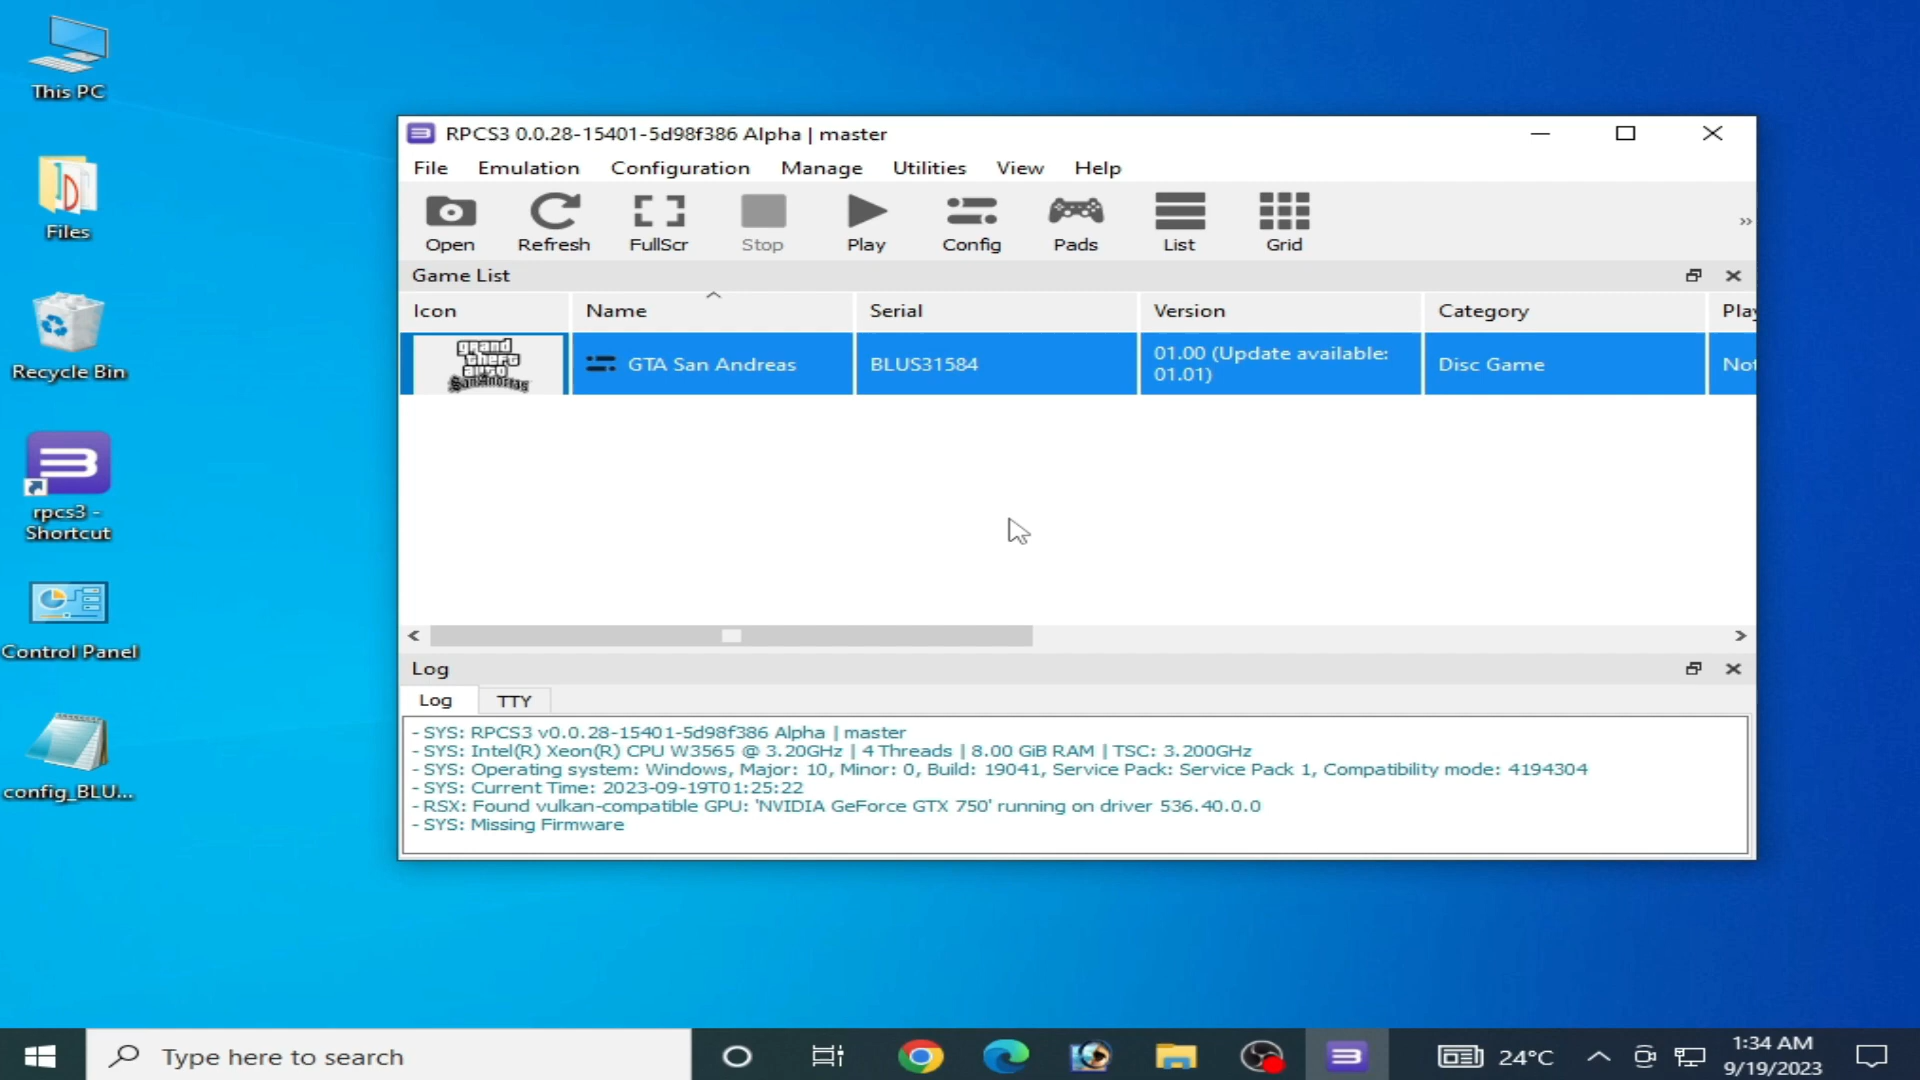 This PC
Files
Recycle Bin
rpcs3 -
Shortcut
Control Panel
config_BLU...
RPCS3 0.0.28-15401-5d98f386 Alpha | master
File Emulation Configuration Manage Utilities View Help
Open Refresh FullScr Stop Play Config Pads List Grid
Game List
Icon Name Serial Version Category Play
grand theft auto SanAndreas
GTA San Andreas BLUS31584 01.00 (Update available: 01.01) Disc Game Not
Log
Log TTY
- SYS: RPCS3 v0.0.28-15401-5d98f386 Alpha | master
- SYS: Intel(R) Xeon(R) CPU W3565 @ 3.20GHz | 4 Threads | 8.00 GiB RAM | TSC: 3.200GHz
- SYS: Operating system: Windows, Major: 10, Minor: 0, Build: 19041, Service Pack: Service Pack 1, Compatibility mode: 4194304
- SYS: Current Time: 2023-09-19T01:25:22
- RSX: Found vulkan-compatible GPU: 'NVIDIA GeForce GTX 750' running on driver 536.40.0.0
- SYS: Missing Firmware
Type here to search
24°C
1:34 AM
9/19/2023